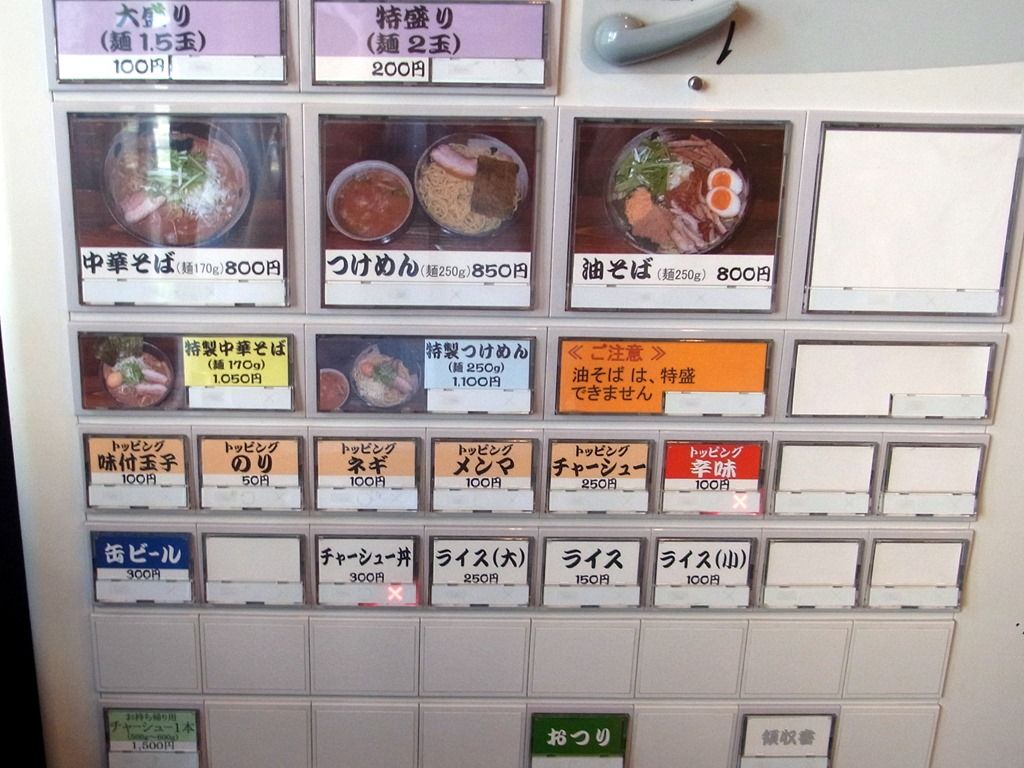 大盛り
(麺 1.5玉)
100円
特盛り
(麺 2玉)
200円
中華そば(麺170g)800円
つけめん(麺250g)850円
油そば(麺250g) 800円
特製中華そば
(麺 170g)
1,050円
特製つけめん
(麺 250g)
1,100円
≪ ご注意 ≫
油そば は、特盛
できません
トッピング
味付玉子
100円
トッピング
のり
50円
トッピング
ネギ
100円
トッピング
メンマ
100円
トッピング
チャーシュー
250円
トッピング
辛味
100円
×
缶ビール
300円
チャーシュー丼
300円
×
ライス(大)
250円
ライス
150円
ライス(小)
100円
お持ち帰り用
チャーシュー1本
(500g〜600g)
1,500円
おつり
領収書